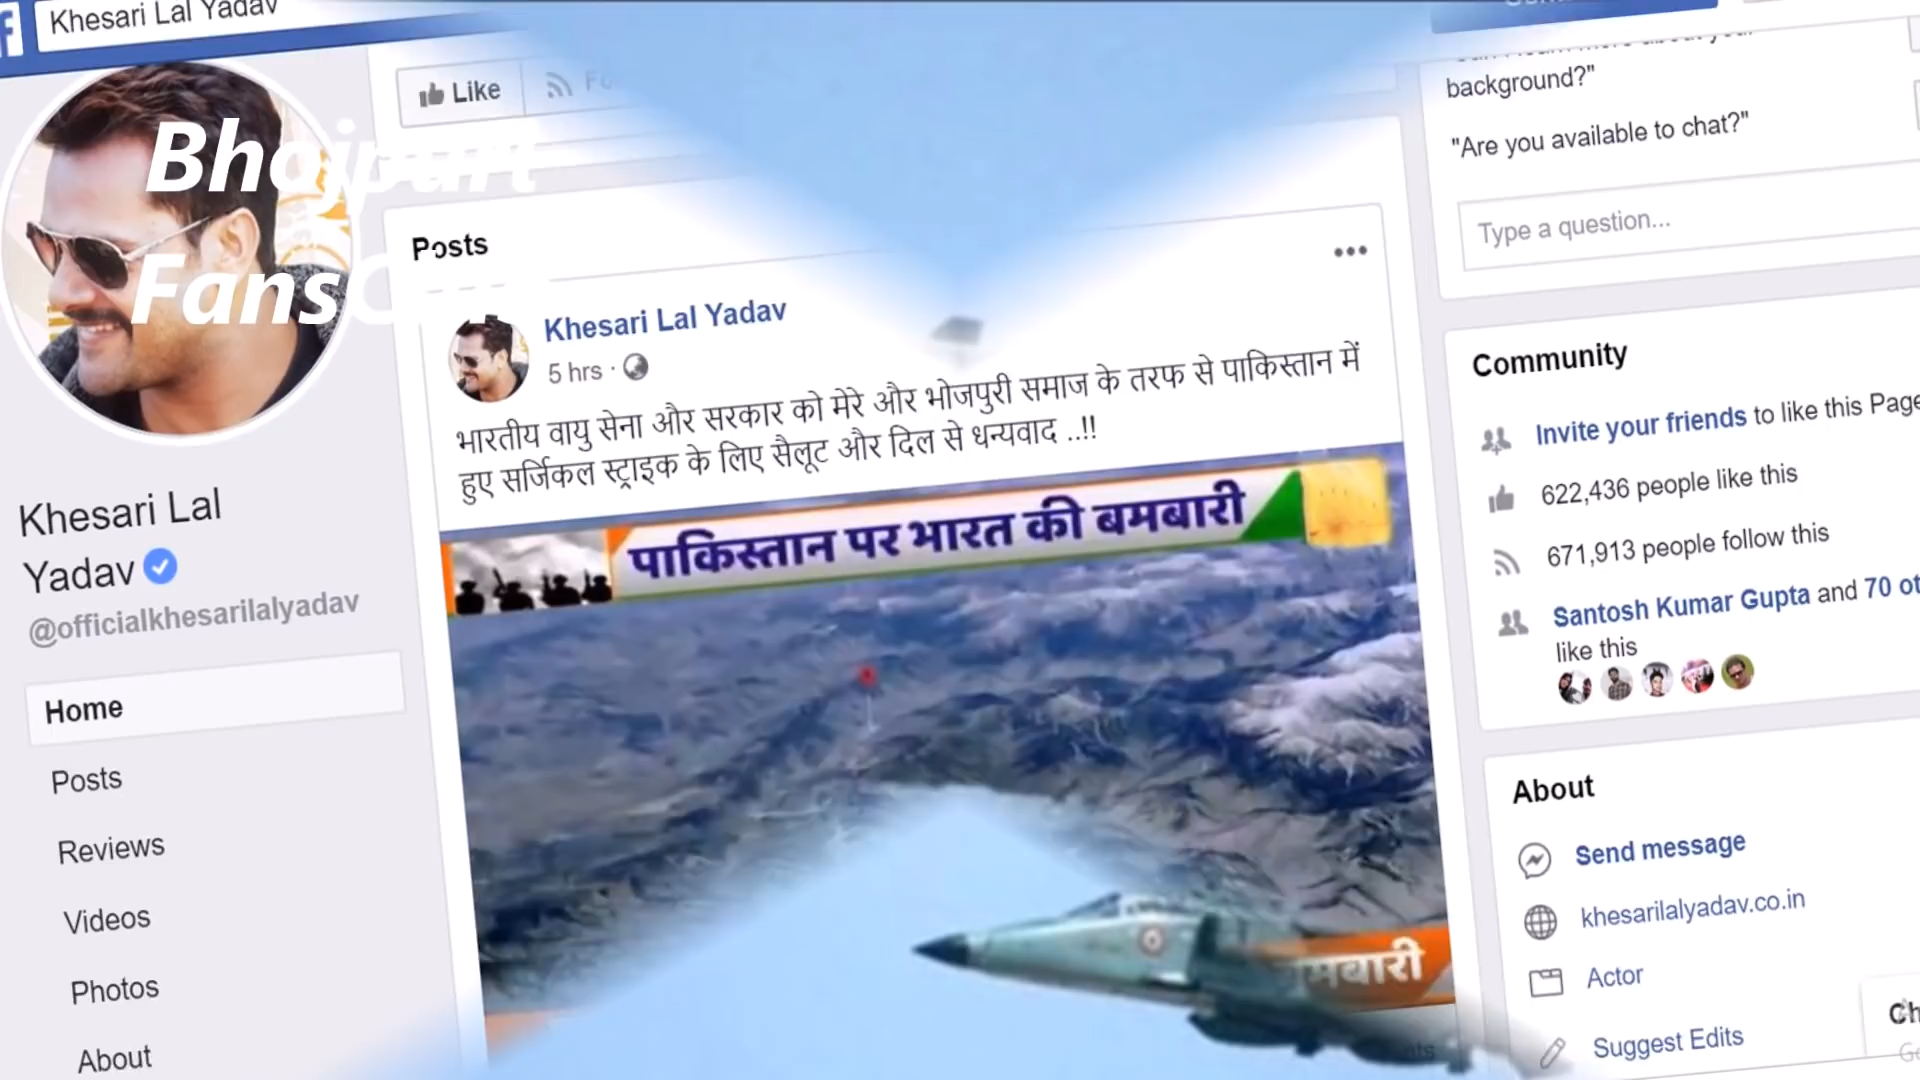 Khesari Lal Yadav
Like
Bhojpuri
Fans
Khesari Lal
Yadav
@officialkhesarilalyadav
Home
Posts
Reviews
Videos
Photos
About
Posts
Khesari Lal Yadav
5 hrs ·
भारतीय वायु सेना और सरकार को मेरे और भोजपुरी समाज के तरफ से पाकिस्तान में
हुए सर्जिकल स्ट्राइक के लिए सैलूट और दिल से धन्यवाद ..!!
पाकिस्तान पर भारत की बमबारी
background?"
"Are you available to chat?"
Type a question...
Community
Invite your friends to like this Page
622,436 people like this
671,913 people follow this
Santosh Kumar Gupta and 70
like this
About
Send message
khesarilalyadav.co.in
Actor
Suggest Edits